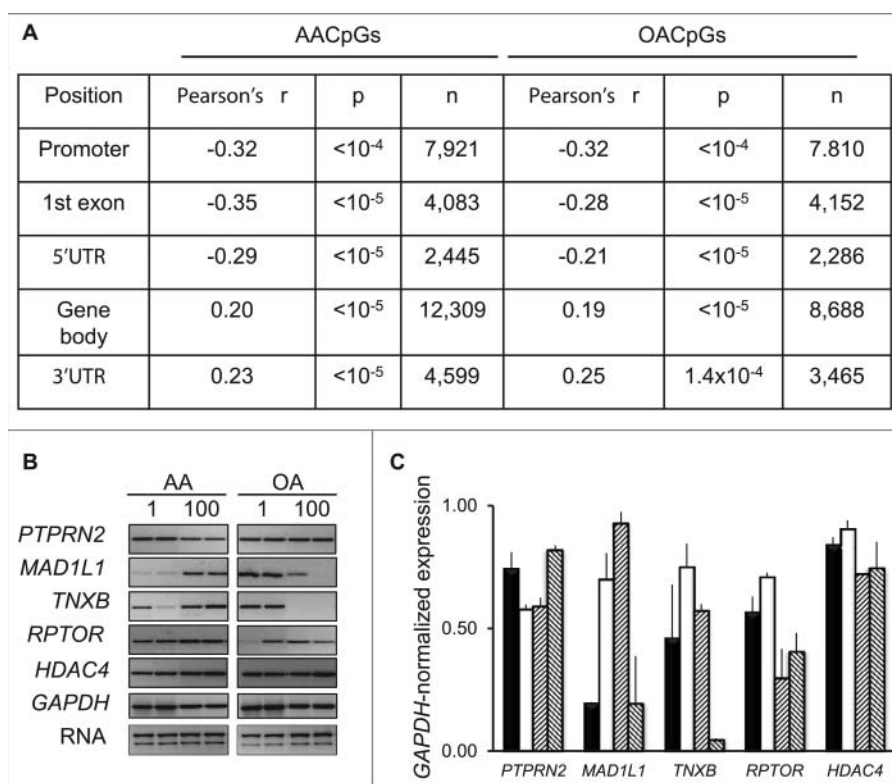 A
AACpGs OACpGs
Position Pearson's r p n Pearson's r p n
Promoter -0.32 <10-4 7,921 -0.32 <10-4 7.810
1st exon -0.35 <10-5 4,083 -0.28 <10-5 4,152
5'UTR -0.29 <10-5 2,445 -0.21 <10-5 2,286
Gene body 0.20 <10-5 12,309 0.19 <10-5 8,688
3'UTR 0.23 <10-5 4,599 0.25 1.4x10-4 3,465
B
AA OA
1 100 1 100
PTPRN2
MAD1L1
TNXB
RPTOR
HDAC4
GAPDH
RNA
C
GAPDH-normalized expression
1.00
0.50
0.00
PTPRN2 MAD1L1 TNXB RPTOR HDAC4